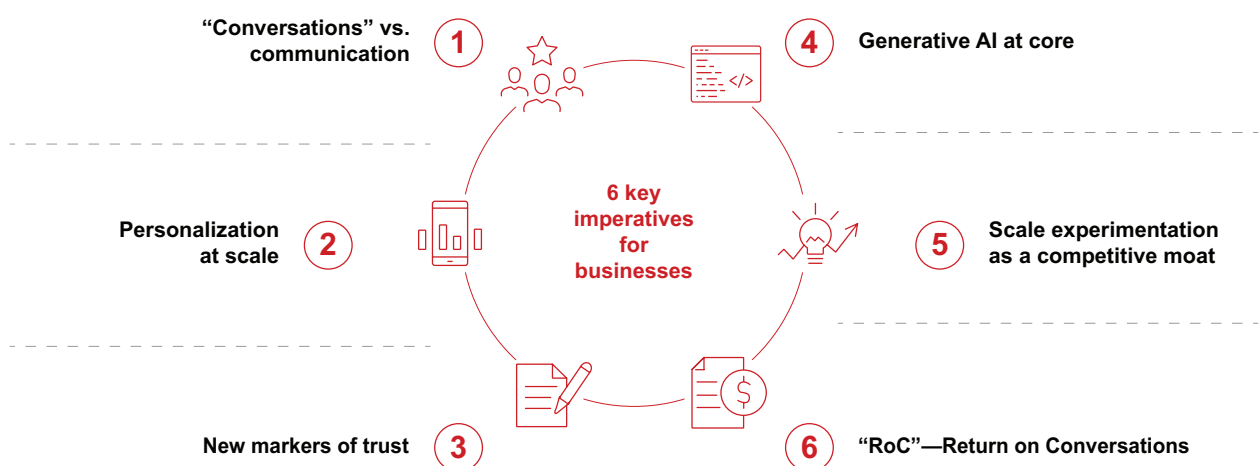 “Conversations” vs.
communication
1
Personalization
at scale
2
New markers of trust
3
6 key
imperatives
for
businesses
4
Generative AI at core
</>
5
Scale experimentation
as a competitive moat
$
6
“RoC”—Return on Conversations